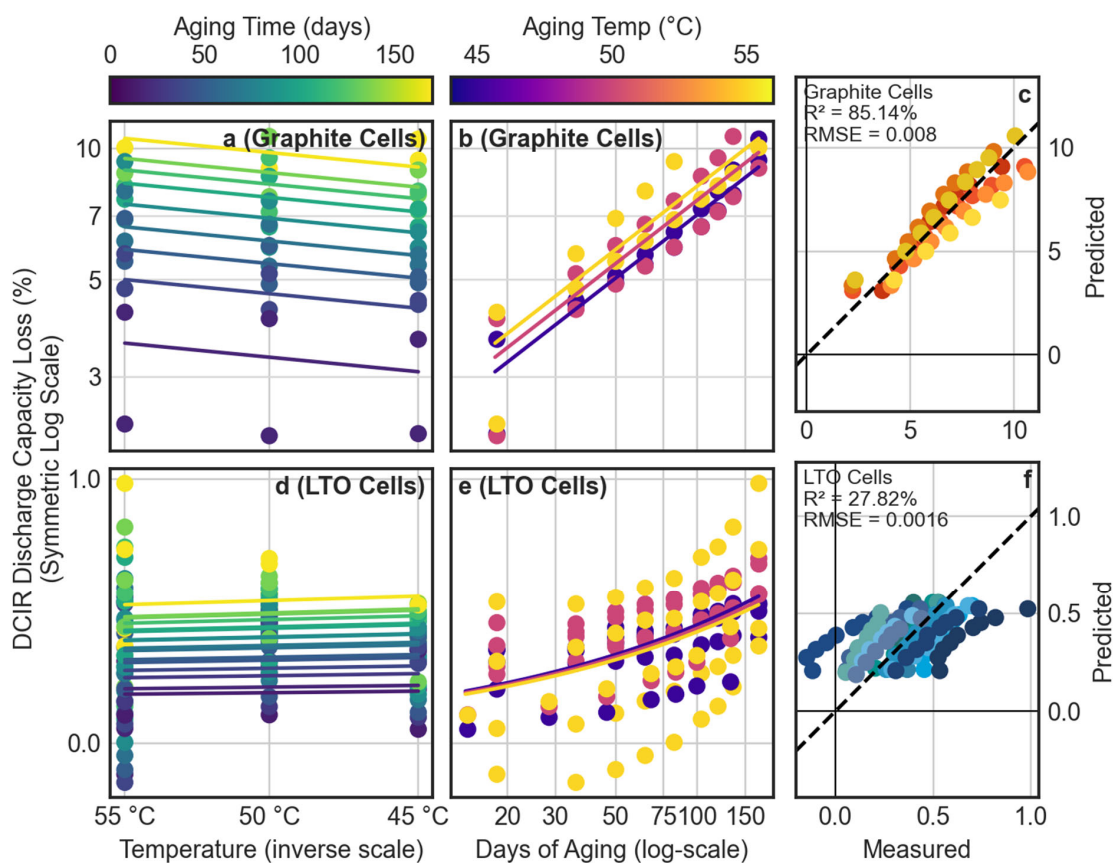 Aging Time (days)
0 50 100 150
Aging Temp (°C)
45 50 55
DCIR Discharge Capacity Loss (%)
(Symmetric Log Scale)
a (Graphite Cells)
10
7
5
3
b (Graphite Cells)
Graphite Cells
R² = 85.14%
RMSE = 0.008
c
10
5
0
Predicted
0 5 10
d (LTO Cells)
1.0
0.0
55 °C 50 °C 45 °C
Temperature (inverse scale)
e (LTO Cells)
20 30 50 75 100 150
Days of Aging (log-scale)
LTO Cells
R² = 27.82%
RMSE = 0.0016
f
1.0
0.5
0.0
Predicted
0.0 0.5 1.0
Measured